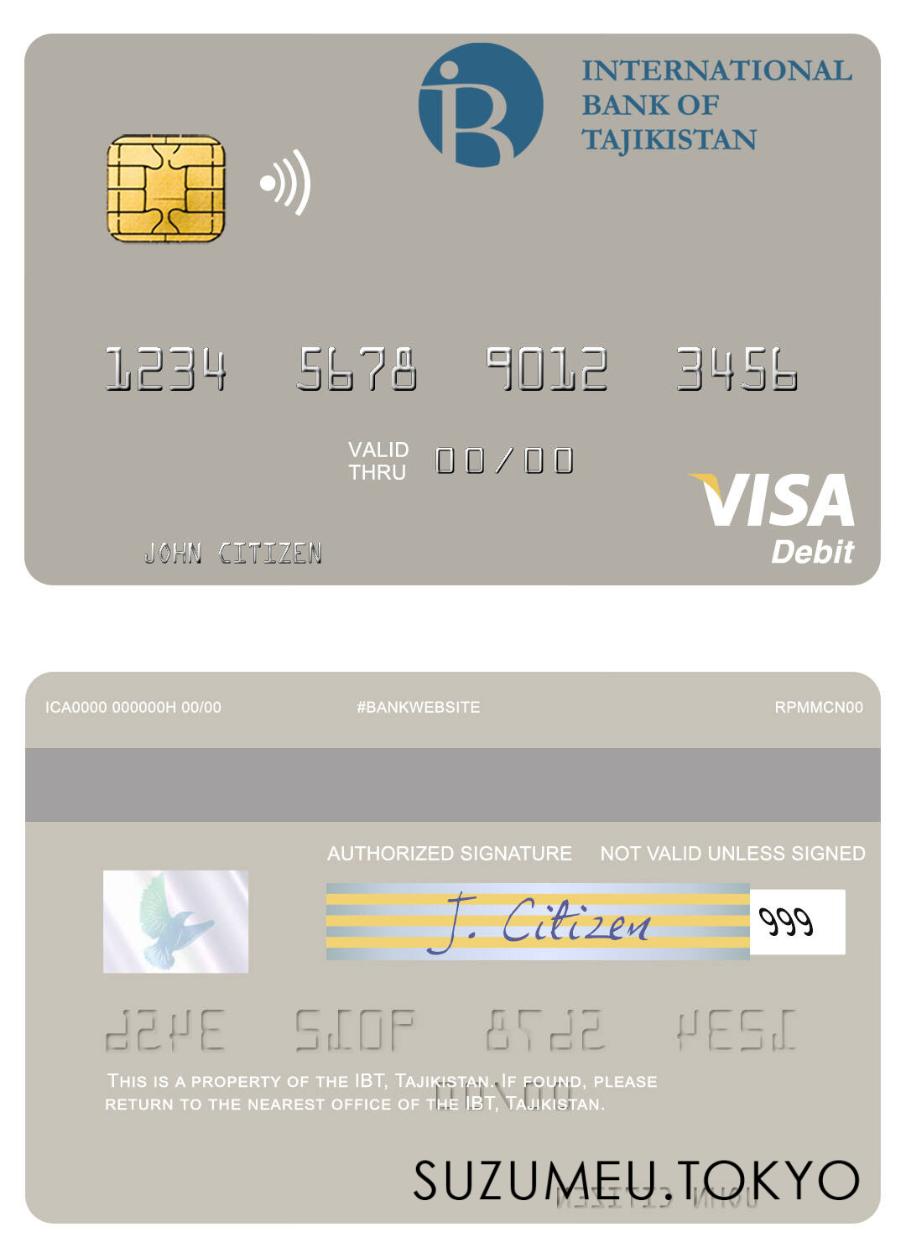 INTERNATIONAL
BANK OF
TAJIKISTAN
1234 5678 9012 3456
VALID
THRU
00/00
VISA
Debit
JOHN CITIZEN
ICA0000 000000H 00/00 #BANKWEBSITE RPMMCN00
AUTHORIZED SIGNATURE NOT VALID UNLESS SIGNED
J. Citizen 999
THIS IS A PROPERTY OF THE IBT, TAJIKISTAN. IF FOUND, PLEASE
RETURN TO THE NEAREST OFFICE OF THE IBT, TAJIKISTAN.
SUZUMEU.TOKYO